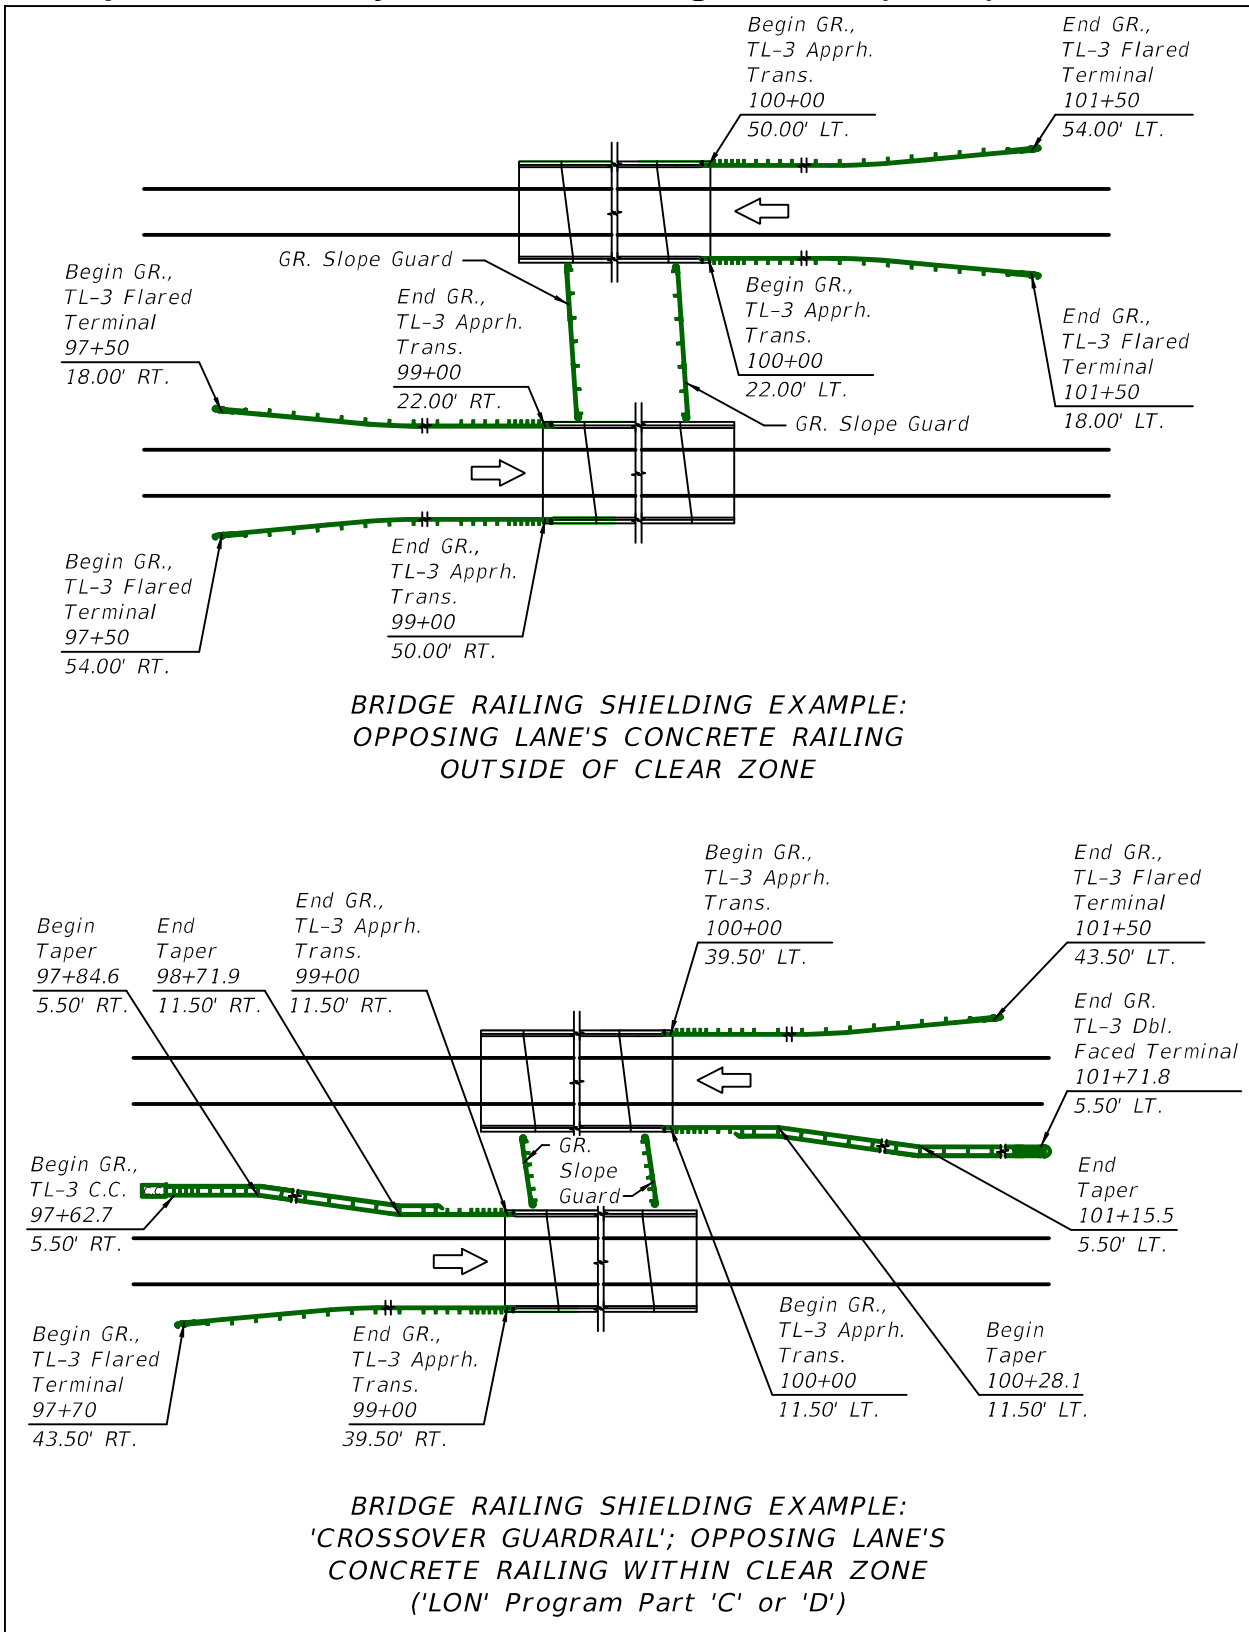 Begin GR.,
TL-3 Apprh.
Trans.
100+00
50.00' LT.
End GR.,
TL-3 Flared
Terminal
101+50
54.00' LT.
GR. Slope Guard
Begin GR.,
TL-3 Flared
Terminal
97+50
18.00' RT.
End GR.,
TL-3 Apprh.
Trans.
99+00
22.00' RT.
Begin GR.,
TL-3 Apprh.
Trans.
100+00
22.00' LT.
End GR.,
TL-3 Flared
Terminal
101+50
18.00' LT.
GR. Slope Guard
Begin GR.,
TL-3 Flared
Terminal
97+50
54.00' RT.
End GR.,
TL-3 Apprh.
Trans.
99+00
50.00' RT.
BRIDGE RAILING SHIELDING EXAMPLE:
OPPOSING LANE'S CONCRETE RAILING
OUTSIDE OF CLEAR ZONE
Begin
Taper
97+84.6
5.50' RT.
End
Taper
98+71.9
11.50' RT.
End GR.,
TL-3 Apprh.
Trans.
99+00
11.50' RT.
Begin GR.,
TL-3 Apprh.
Trans.
100+00
39.50' LT.
End GR.,
TL-3 Flared
Terminal
101+50
43.50' LT.
End GR.
TL-3 Dbl.
Faced Terminal
101+71.8
5.50' LT.
Begin GR.,
TL-3 C.C.
97+62.7
5.50' RT.
C.C.
GR.
Slope
Guard
End
Taper
101+15.5
5.50' LT.
Begin GR.,
TL-3 Flared
Terminal
97+70
43.50' RT.
End GR.,
TL-3 Apprh.
Trans.
99+00
39.50' RT.
Begin GR.,
TL-3 Apprh.
Trans.
100+00
11.50' LT.
Begin
Taper
100+28.1
11.50' LT.
BRIDGE RAILING SHIELDING EXAMPLE:
'CROSSOVER GUARDRAIL'; OPPOSING LANE'S
CONCRETE RAILING WITHIN CLEAR ZONE
('LON' Program Part 'C' or 'D')